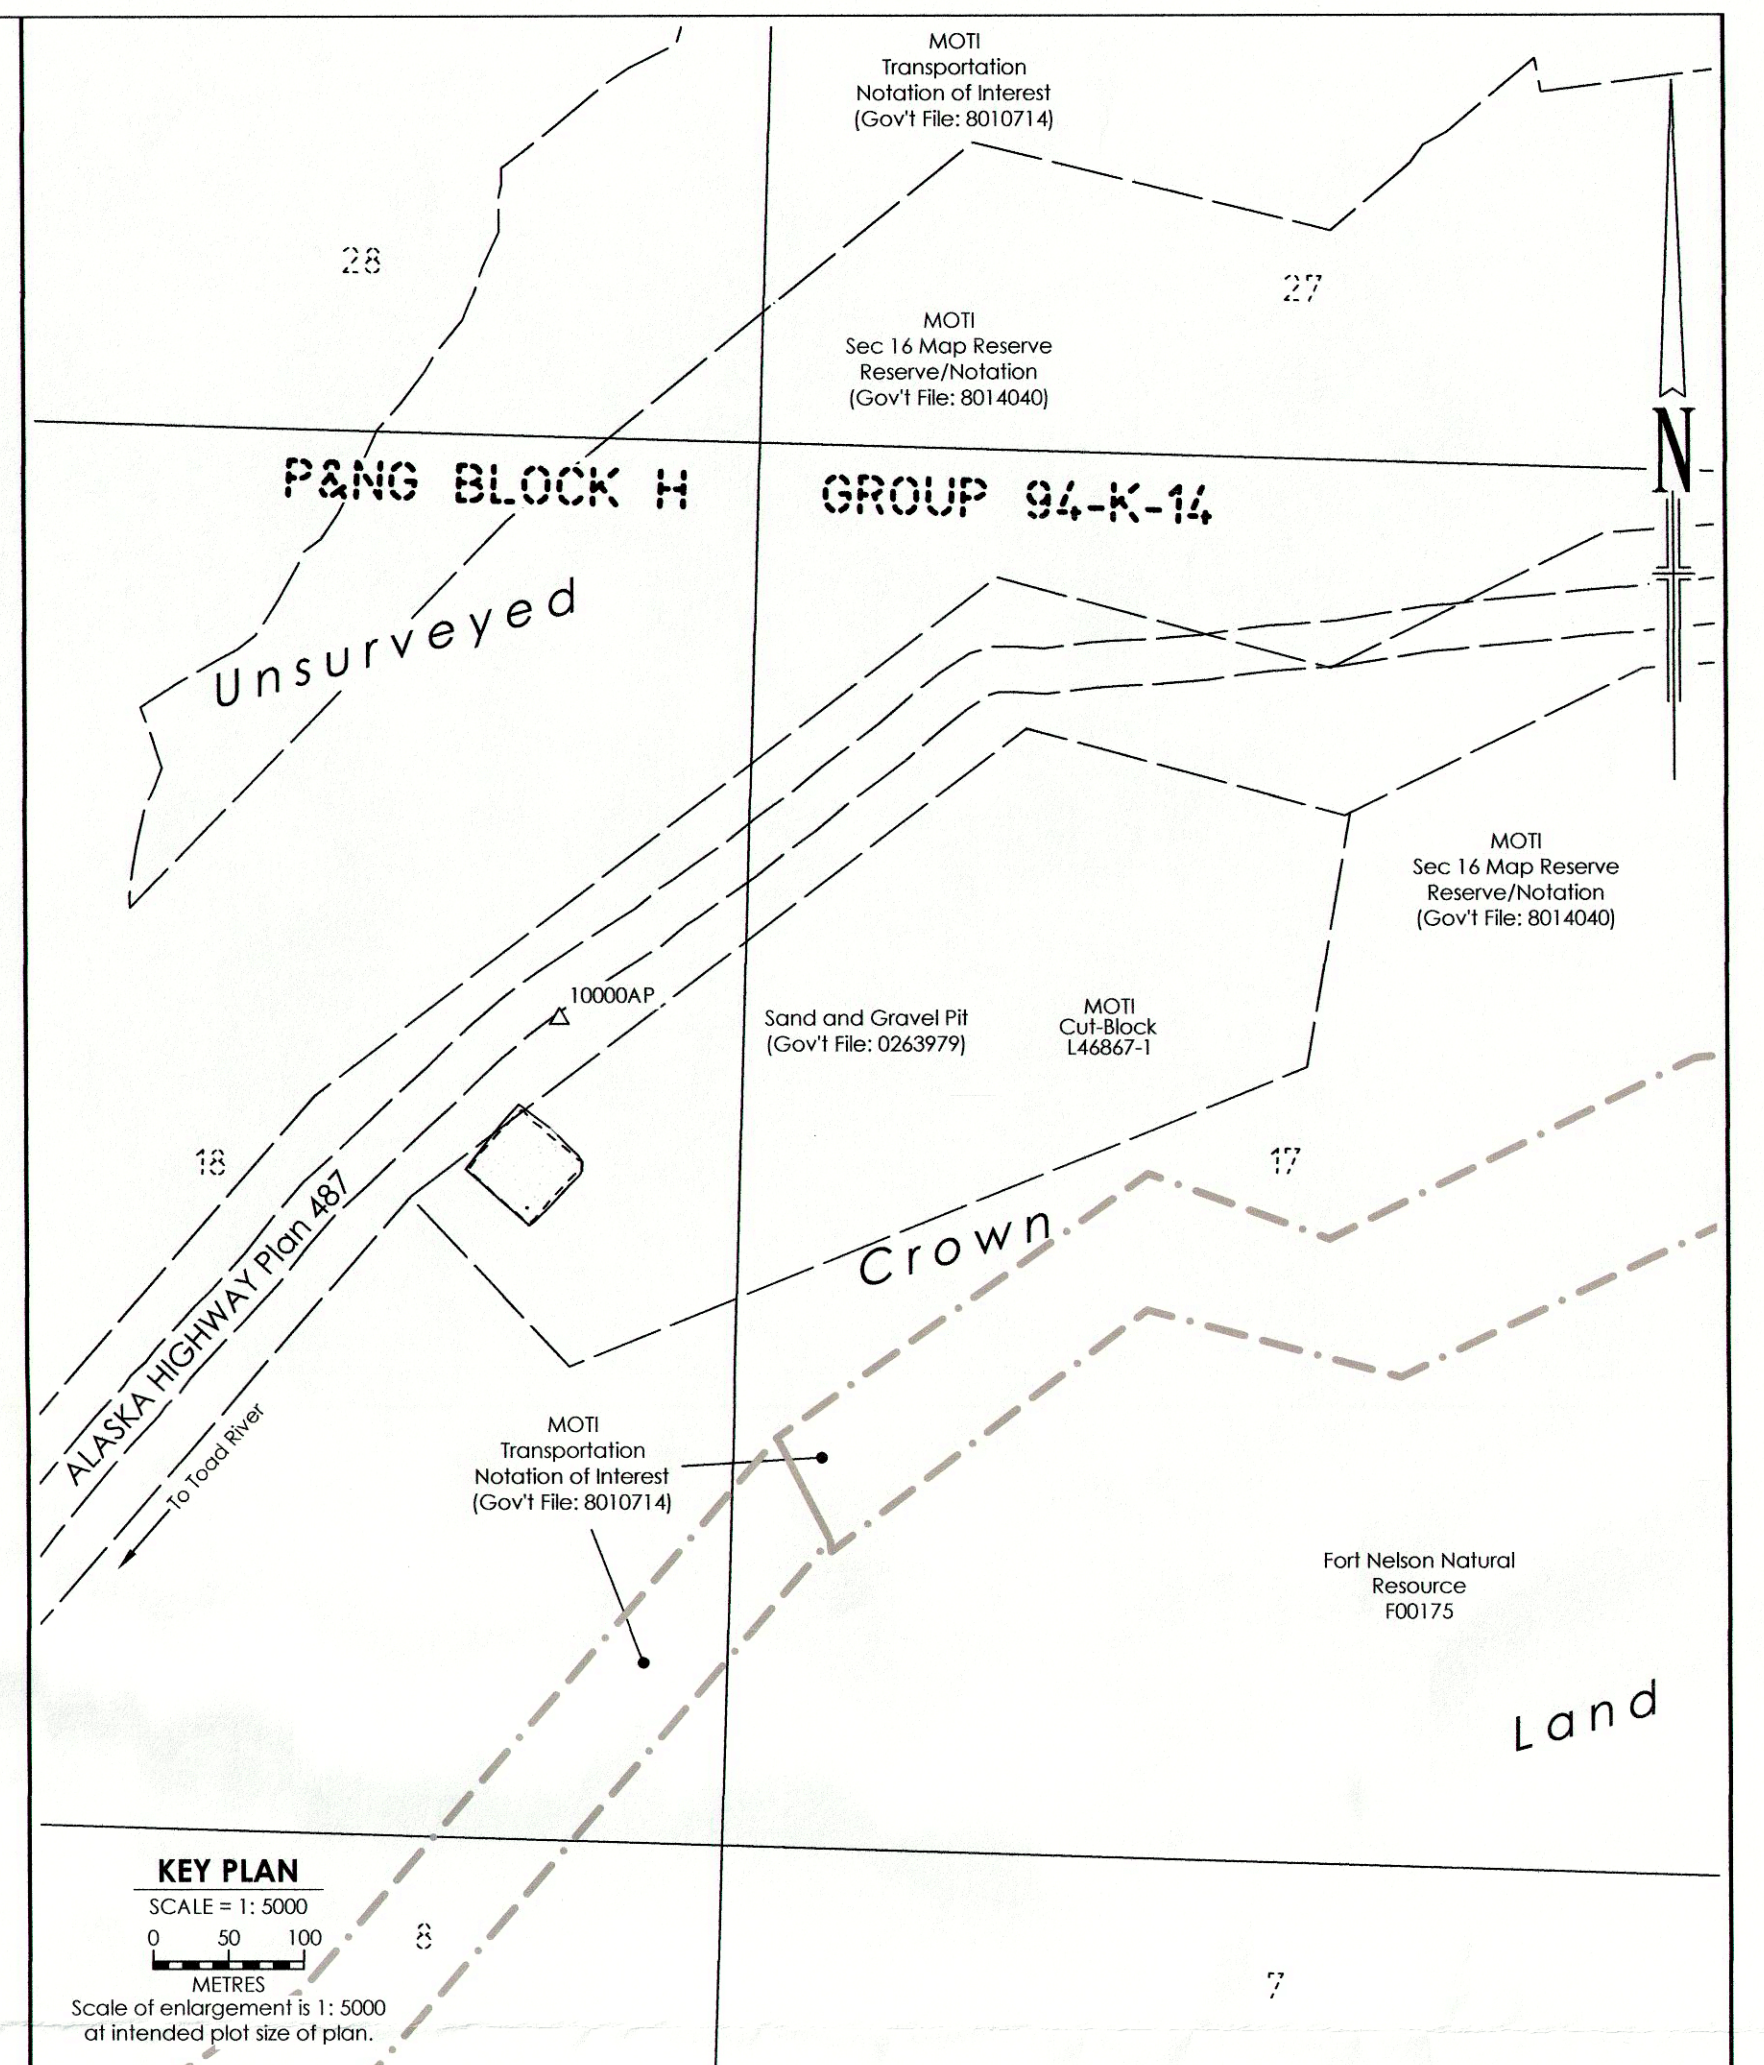 MOTI
Transportation
Notation of Interest
(Gov't File: 8010714)
28
27
MOTI
Sec 16 Map Reserve
Reserve/Notation
(Gov't File: 8014040)
N
P&NG BLOCK H GROUP 94-K-14
Unsurveyed
MOTI
Sec 16 Map Reserve
Reserve/Notation
(Gov't File: 8014040)
10000AP
Sand and Gravel Pit
(Gov't File: 0263979)
MOTI
Cut-Block
L46867-1
18
17
ALASKA HIGHWAY Plan 487
Crown
To Toad River
MOTI
Transportation
Notation of Interest
(Gov't File: 8010714)
Fort Nelson Natural
Resource
F00175
Land
KEY PLAN
SCALE = 1: 5000
0 50 100
METRES
Scale of enlargement is 1: 5000
at intended plot size of plan.
8
7